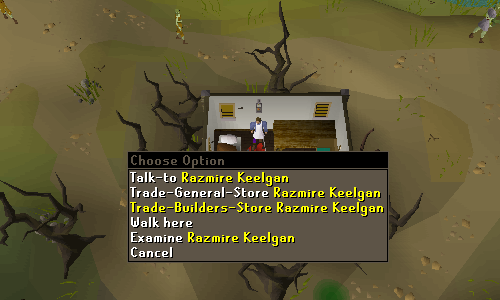 Choose Option
Talk-to Razmire Keelgan
Trade-General-Store Razmire Keelgan
Trade-Builders-Store Razmire Keelgan
Walk here
Examine Razmire Keelgan
Cancel